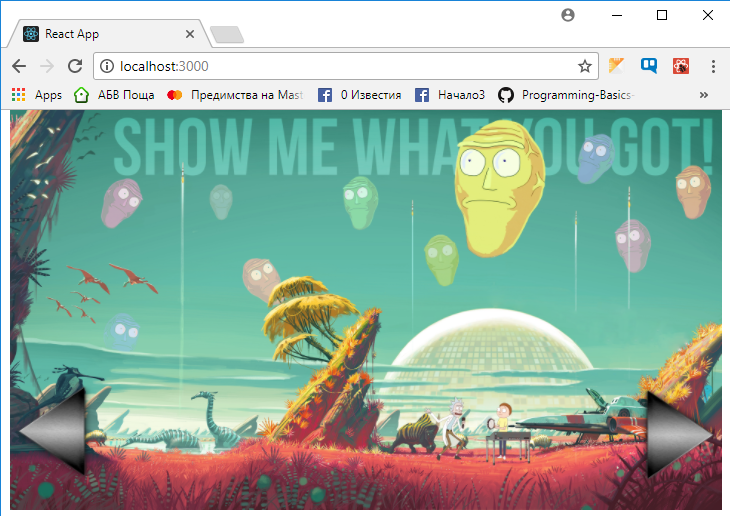 React App
localhost:3000
Apps АБВ Поща Предимства на Mast 0 Известия Начало3 Programming-Basics- »
SHOW ME WHAT YOU GOT!